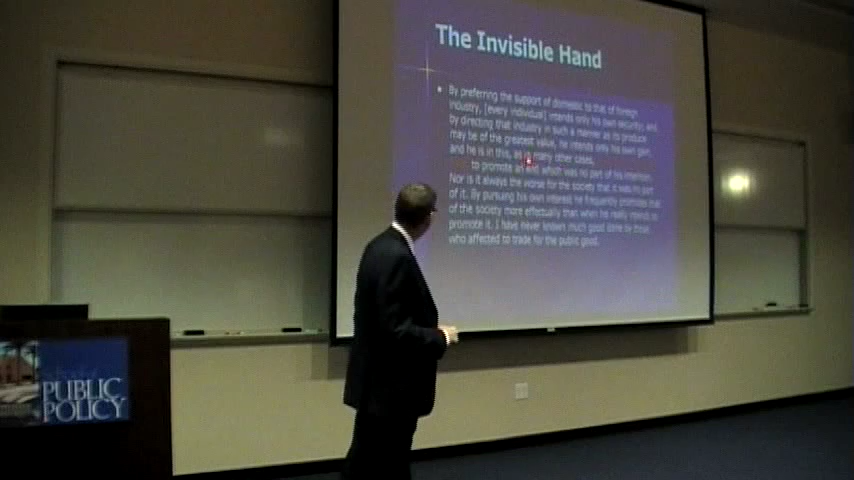 The Invisible Hand
By preferring the support of domestic to that of foreign
industry, [every individual] intends only his own security; and
by directing that industry in such a manner as its produce
may be of the greatest value, he intends only his own gain,
and he is in this, as in many other cases,
to promote an end which was no part of his intention.
Nor is it always the worse for the society that it was no part
of it. By pursuing his own interest he frequently promotes that
of the society more effectually than when he really intends to
promote it. I have never known much good done by those
who affected to trade for the public good.
PUBLIC
POLICY